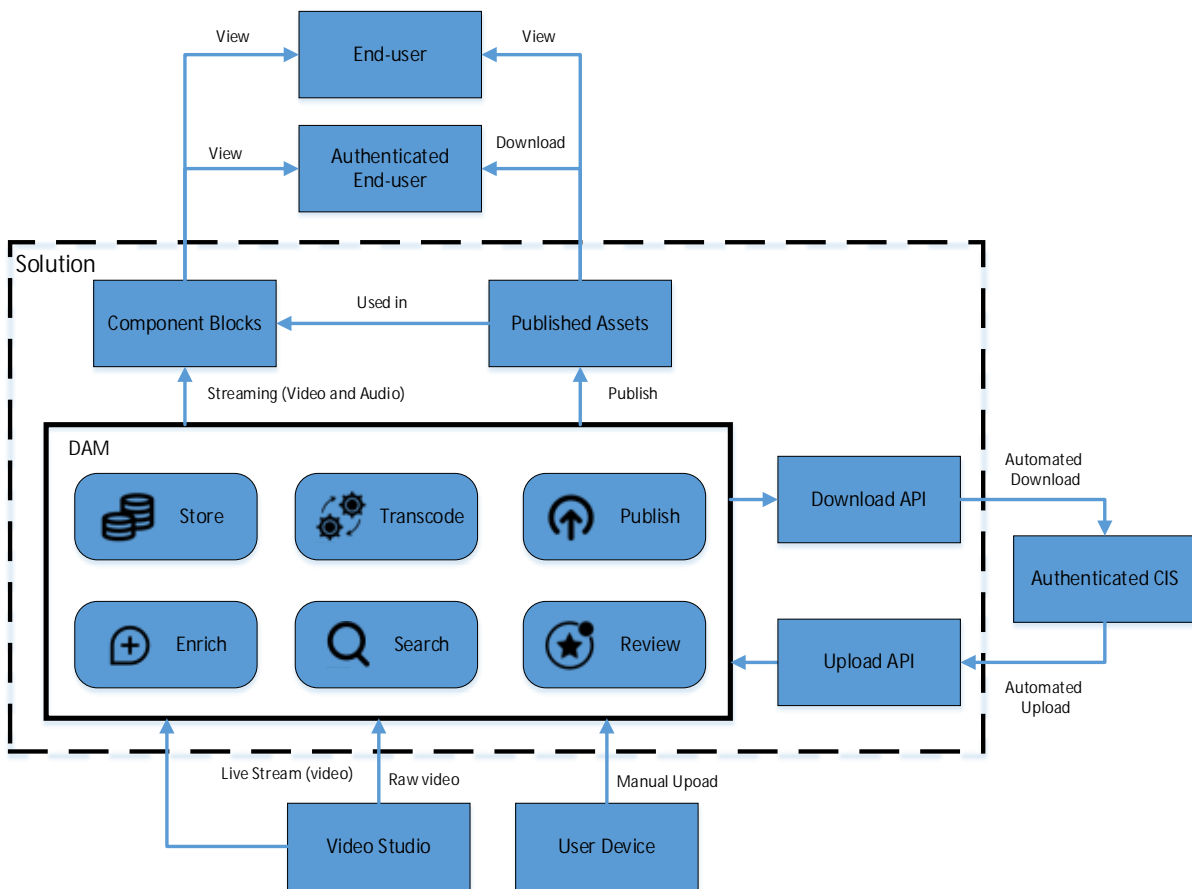 View
End-user
View
View
Authenticated
End-user
Download
Solution
Component Blocks
Used in
Published Assets
Streaming (Video and Audio)
Publish
DAM
Store
Transcode
Publish
Download API
Automated
Download
Authenticated CIS
Enrich
Search
Review
Upload API
Automated
Upload
Live Stream (video)
Raw video
Manual Upoad
Video Studio
User Device